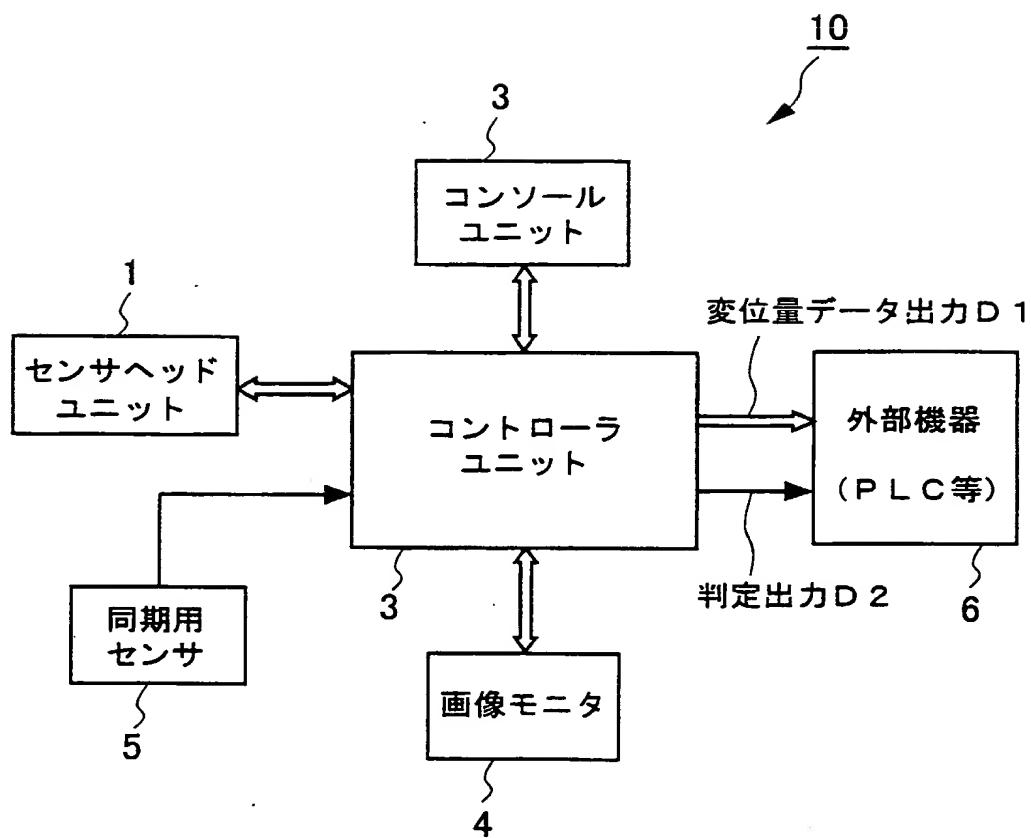 10
3
コンソール
ユニット
1
センサヘッド
ユニット
変位量データ出力D1
コントローラ
ユニット
外部機器
(PLC等)
3
判定出力D2
6
同期用
センサ
5
画像モニタ
4